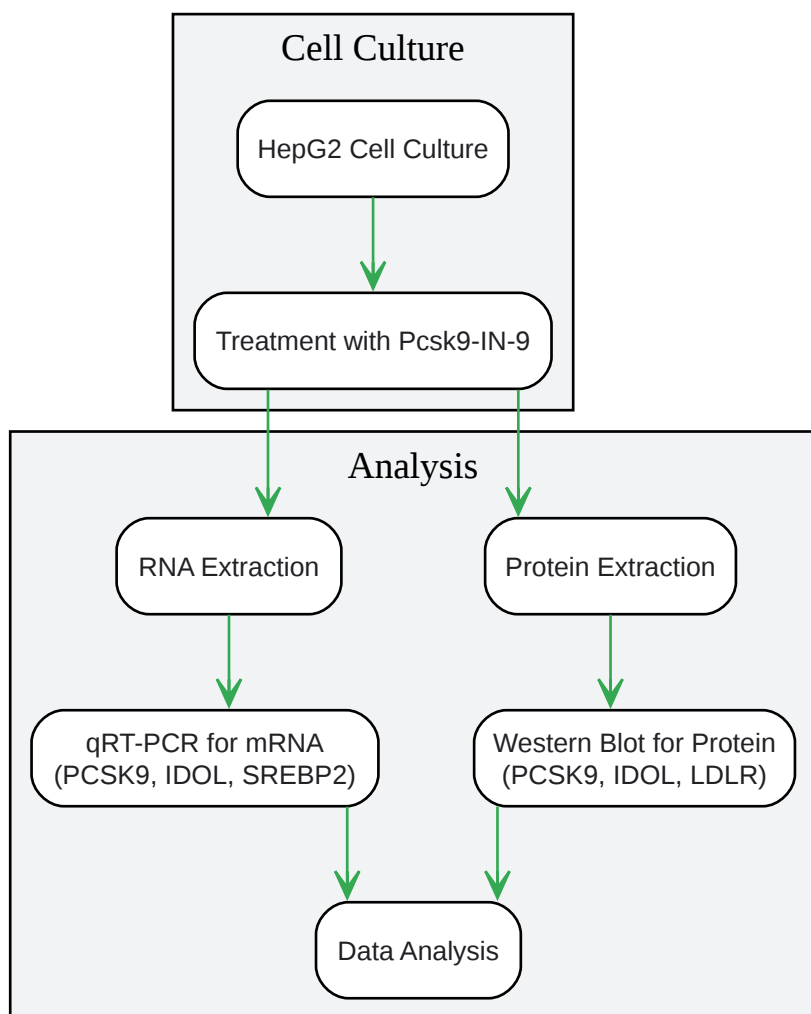 Cell Culture
HepG2 Cell Culture
Treatment with Pcsk9-IN-9
Analysis
RNA Extraction
Protein Extraction
qRT-PCR for mRNA
(PCSK9, IDOL, SREBP2)
Western Blot for Protein
(PCSK9, IDOL, LDLR)
Data Analysis